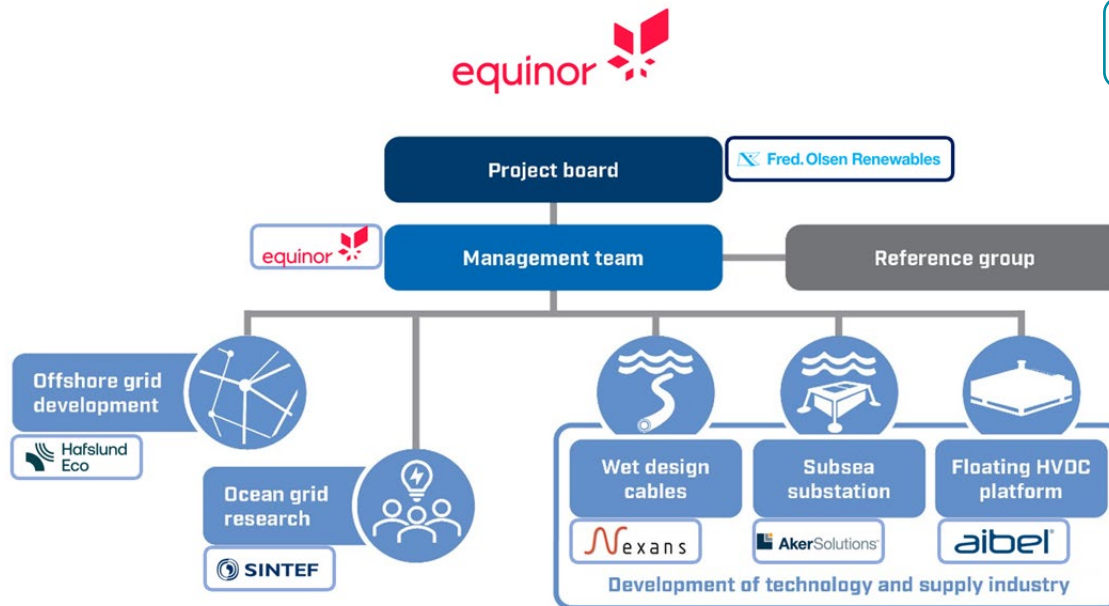 equinor
Project board
Fred. Olsen Renewables
equinor
Management team
Reference group
Offshore grid
development
Hafslund
Eco
Ocean grid
research
SINTEF
Wet design
cables
Nexans
Subsea
substation
AkerSolutions
Floating HVDC
platform
aibel
Development of technology and supply industry